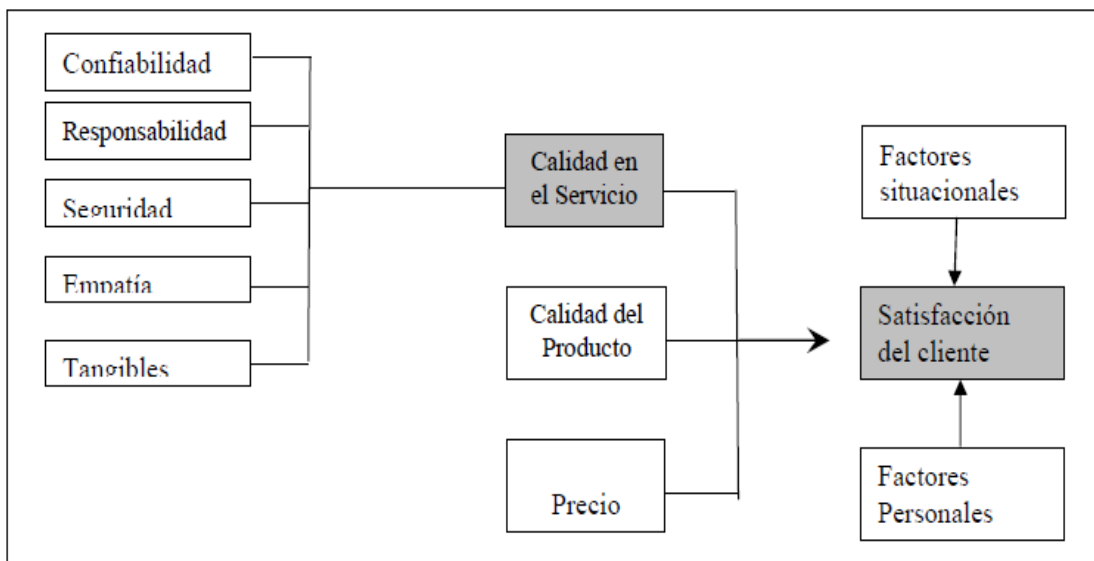 Confiabilidad
Responsabilidad
Seguridad
Empatía
Tangibles
Calidad en
el Servicio
Calidad del
Producto
Precio
Factores
situacionales
Satisfacción
del cliente
Factores
Personales